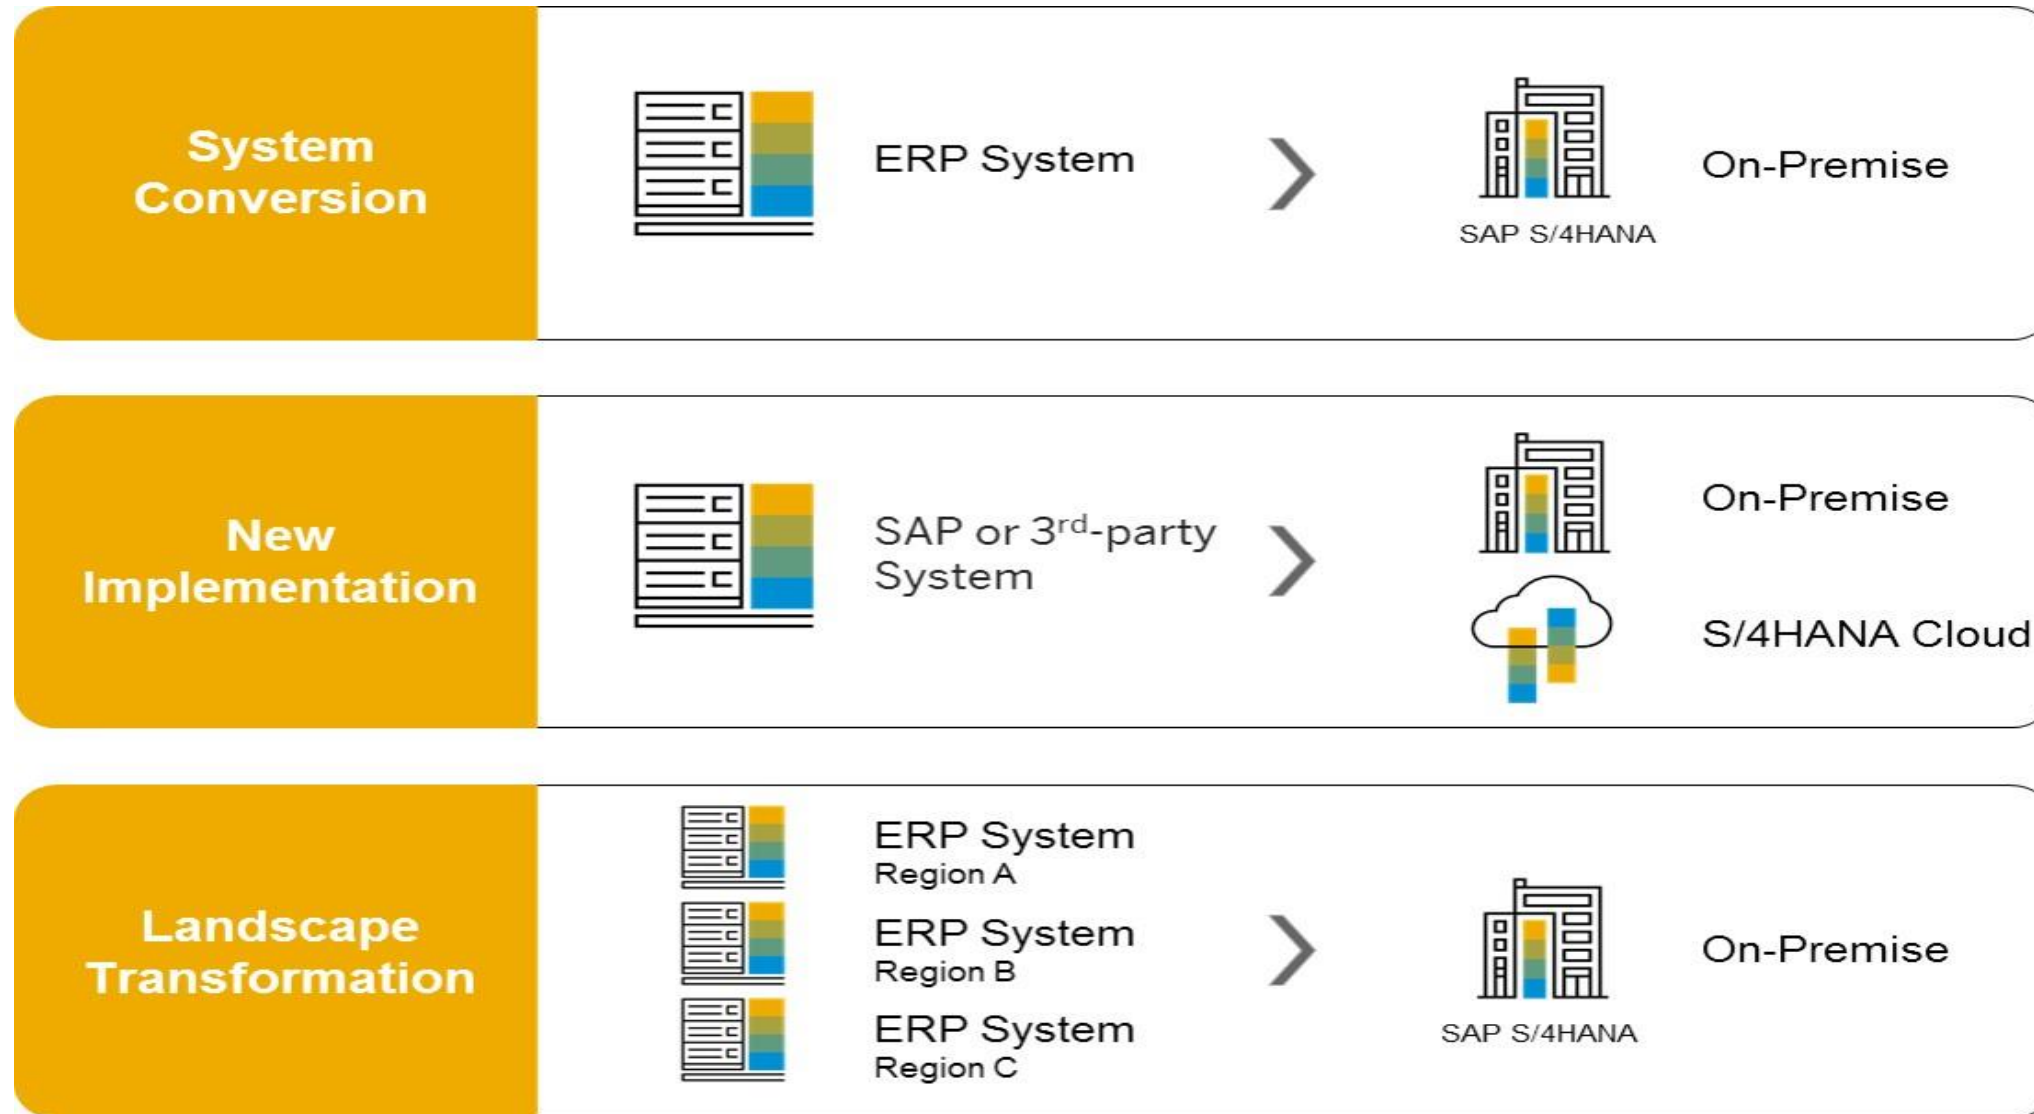 System
Conversion
ERP System
On-Premise
SAP S/4HANA
New
Implementation
SAP or 3rd-party
System
On-Premise
S/4HANA Cloud
Landscape
Transformation
ERP System
Region A
ERP System
Region B
ERP System
Region C
On-Premise
SAP S/4HANA